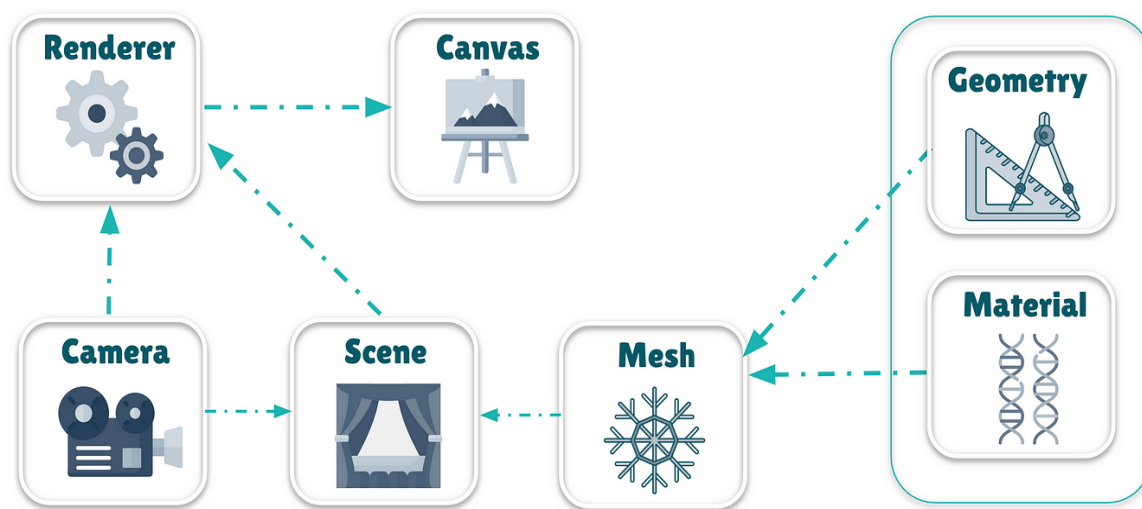 Renderer
Canvas
Geometry
Material
Camera
Scene
Mesh